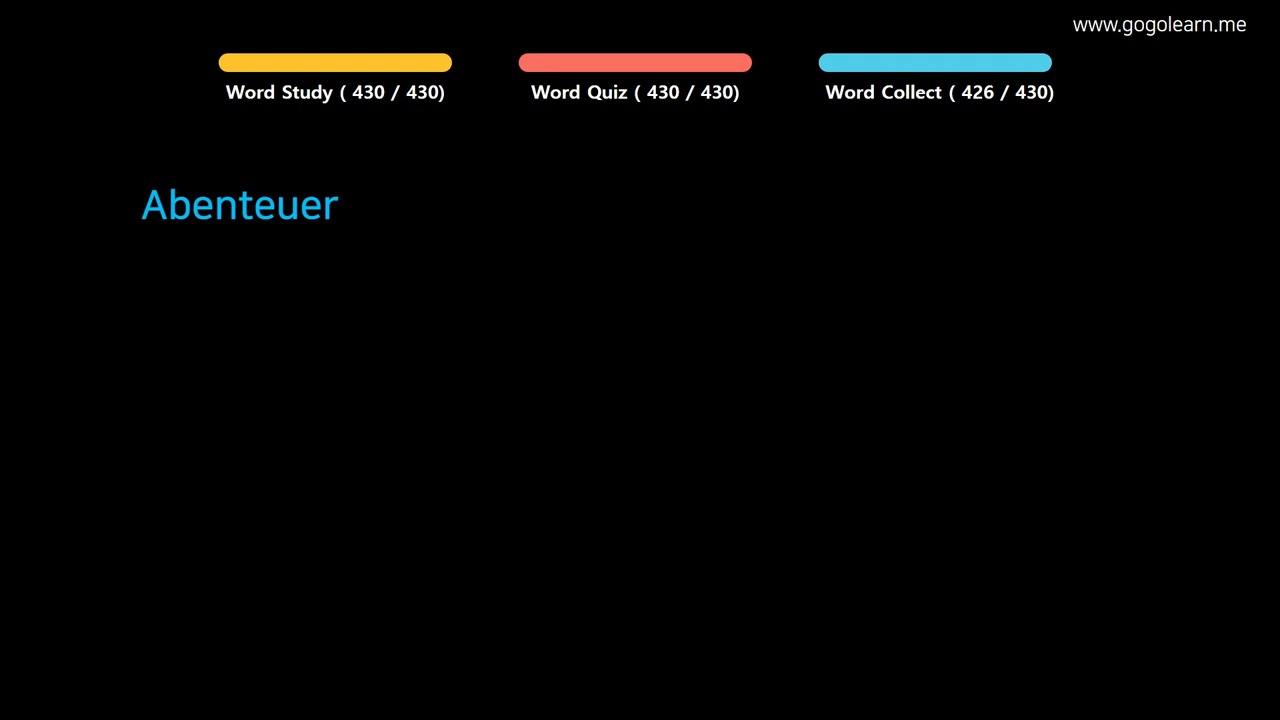 www.gogolearn.me
Word Study ( 430 / 430)
Word Quiz ( 430 / 430)
Word Collect ( 426 / 430)
Abenteuer